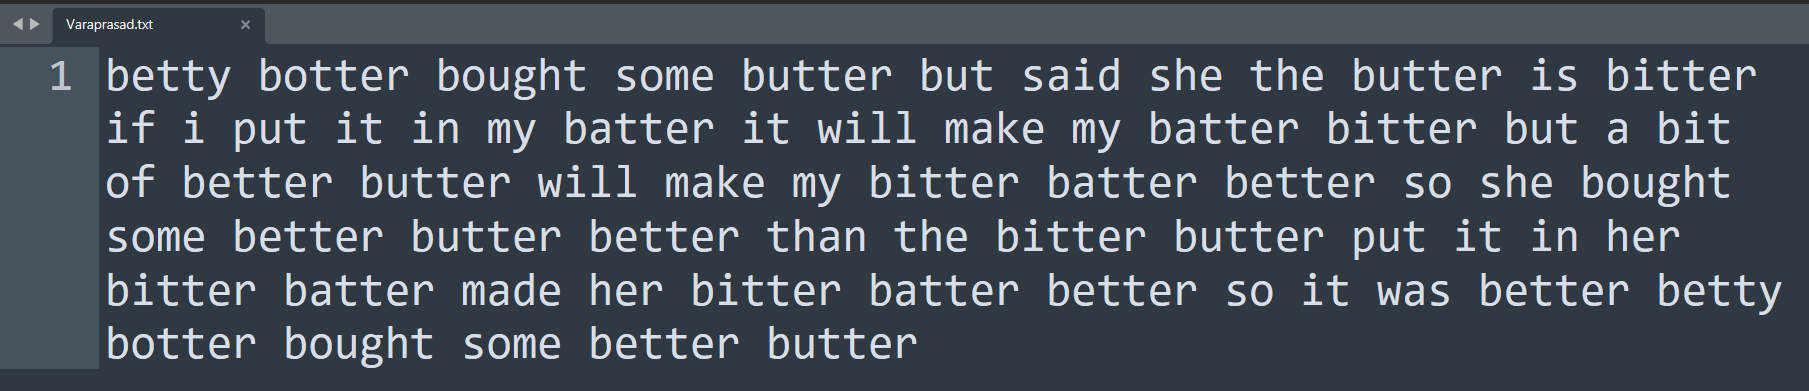 Varaprasad.txt ×
1 betty botter bought some butter but said she the butter is bitter
if i put it in my batter it will make my batter bitter but a bit
of better butter will make my bitter batter better so she bought
some better butter better than the bitter butter put it in her
bitter batter made her bitter batter better so it was better betty
botter bought some better butter